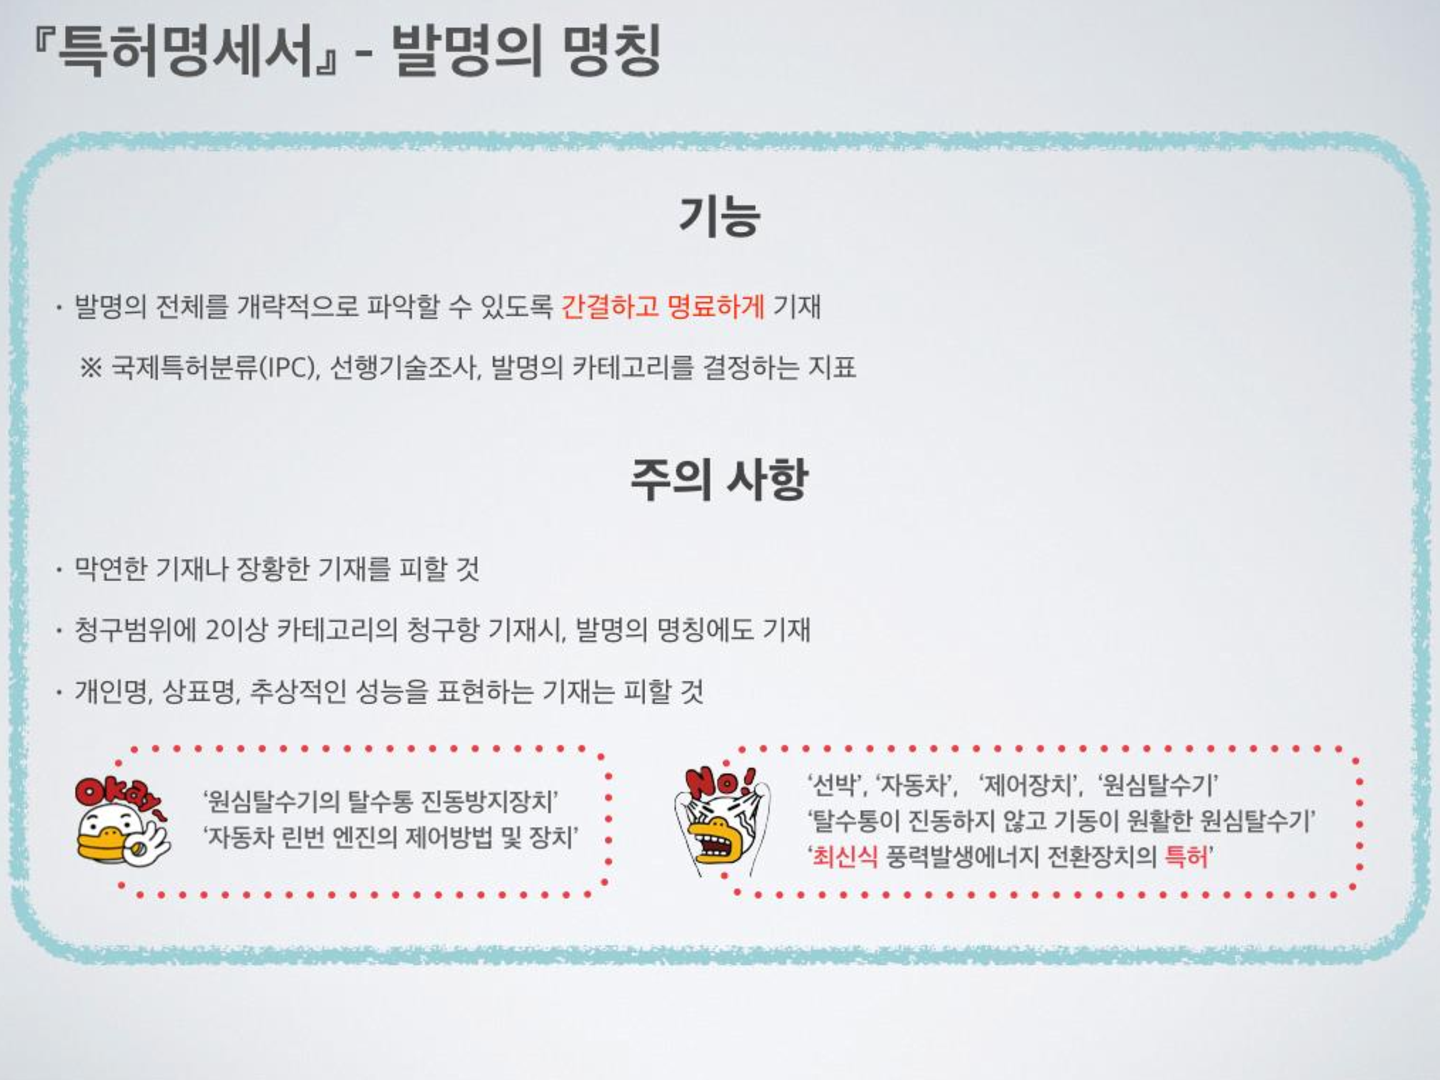 『특허명세서』 - 발명의 명칭
기능
· 발명의 전체를 개략적으로 파악할 수 있도록 간결하고 명료하게 기재
※ 국제특허분류(IPC), 선행기술조사, 발명의 카테고리를 결정하는 지표
주의 사항
· 막연한 기재나 장황한 기재를 피할 것
· 청구범위에 2이상 카테고리의 청구항 기재시, 발명의 명칭에도 기재
· 개인명, 상표명, 추상적인 성능을 표현하는 기재는 피할 것
Okay~
‘원심탈수기의 탈수통 진동방지장치’
‘자동차 린번 엔진의 제어방법 및 장치’
No!
‘선박’, ‘자동차’, ‘제어장치’, ‘원심탈수기’
‘탈수통이 진동하지 않고 기동이 원활한 원심탈수기’
‘최신식 풍력발생에너지 전환장치의 특허’